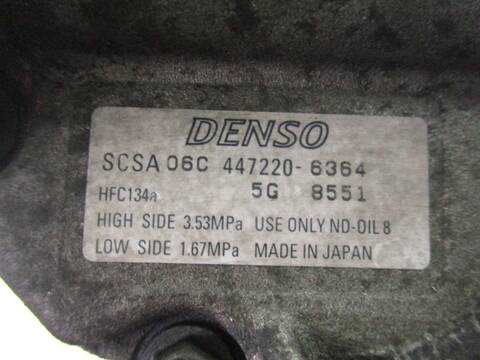 DENSO
SCSA 06C 447220-6364
5G 8551
HFC134a
HIGH SIDE 3.53MPa USE ONLY ND-OIL 8
LOW SIDE 1.67MPa MADE IN JAPAN